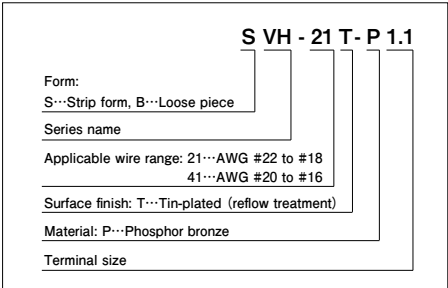 S VH - 21 T - P 1.1
Form:
S···Strip form, B···Loose piece
Series name
Applicable wire range: 21···AWG #22 to #18
41···AWG #20 to #16
Surface finish: T···Tin-plated (reflow treatment)
Material: P···Phosphor bronze
Terminal size